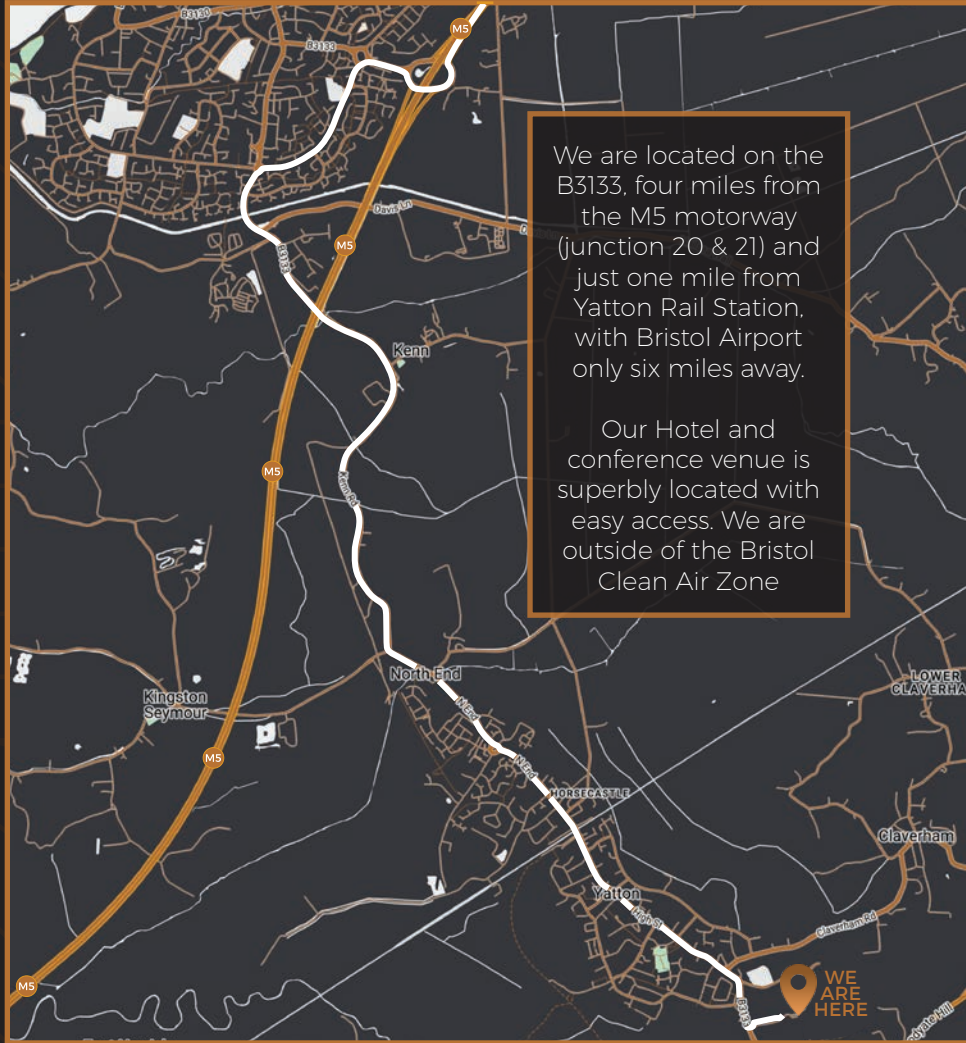 B3130
M5
B3133
We are located on the
B3133, four miles from
the M5 motorway
(junction 20 & 21) and
just one mile from
Yatton Rail Station,
with Bristol Airport
only six miles away.
Our Hotel and
conference venue is
superbly located with
easy access. We are
outside of the Bristol
Clean Air Zone
Davis Ln
M5
B3133
Kenn
M5
Kenn Rd
North End
LOWER
CLAVERHA
Kingston
Seymour
N End
M5
N End
HORSECASTLE
Claverham
Yatton
High St
Claverham Rd
M5
WE
ARE
HERE
B3133
Hill